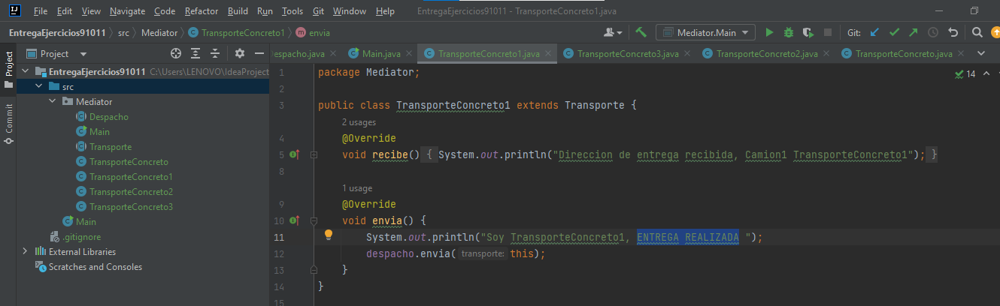 File Edit View Navigate Code Refactor Build Run Tools Git Window Help EntregaEjercicios91011 - TransporteConcreto1.java
EntregaEjercicios91011 src Mediator TransporteConcreto1 envia Mediator.Main Git:
Project Despacho.java Main.java TransporteConcreto1.java TransporteConcreto3.java TransporteConcreto2.java TransporteConcreto.java
Project
Commit
EntregaEjercicios91011 C:\Users\LENOVO\IdeaProject
src
Mediator
Despacho
Main
Transporte
TransporteConcreto
TransporteConcreto1
TransporteConcreto2
TransporteConcreto3
Main
.gitignore
External Libraries
Scratches and Consoles
1 package Mediator; 14
2
3 public class TransporteConcreto1 extends Transporte {
2 usages
4 @Override
5 void recibe() { System.out.println("Direccion de entrega recibida, Camion1 TransporteConcreto1"); }
8
1 usage
9 @Override
10 void envia() {
11 System.out.println("Soy TransporteConcreto1, ENTREGA REALIZADA ");
12 despacho.envia( transporte: this);
13 }
14 }
15